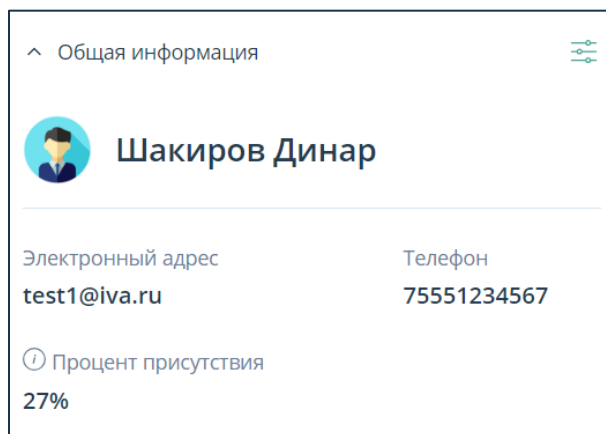 Общая информация
Шакиров Динар
Электронный адрес Телефон
test1@iva.ru 75551234567
Процент присутствия
27%